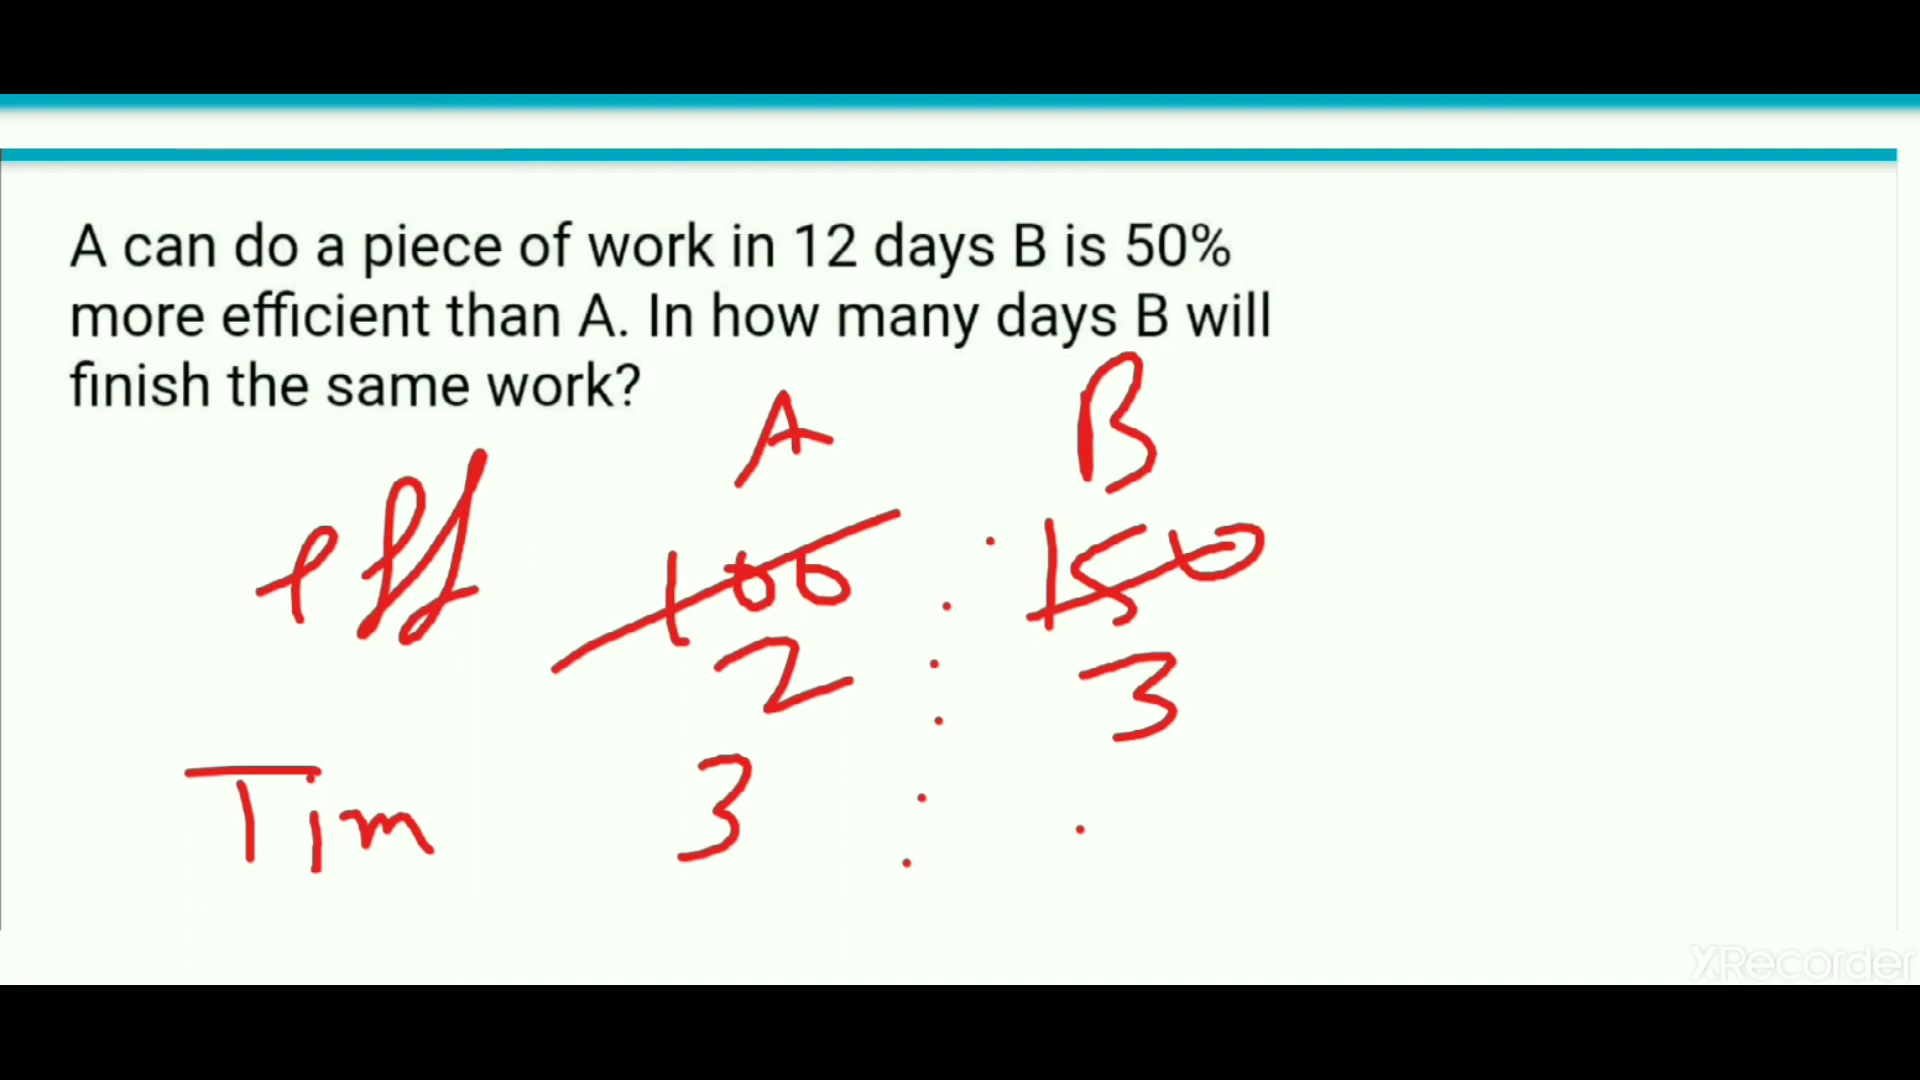 A can do a piece of work in 12 days B is 50%
more efficient than A. In how many days B will
finish the same work?
A B
eff 100 : 150
2 : 3
Tim 3 :
XRecorder